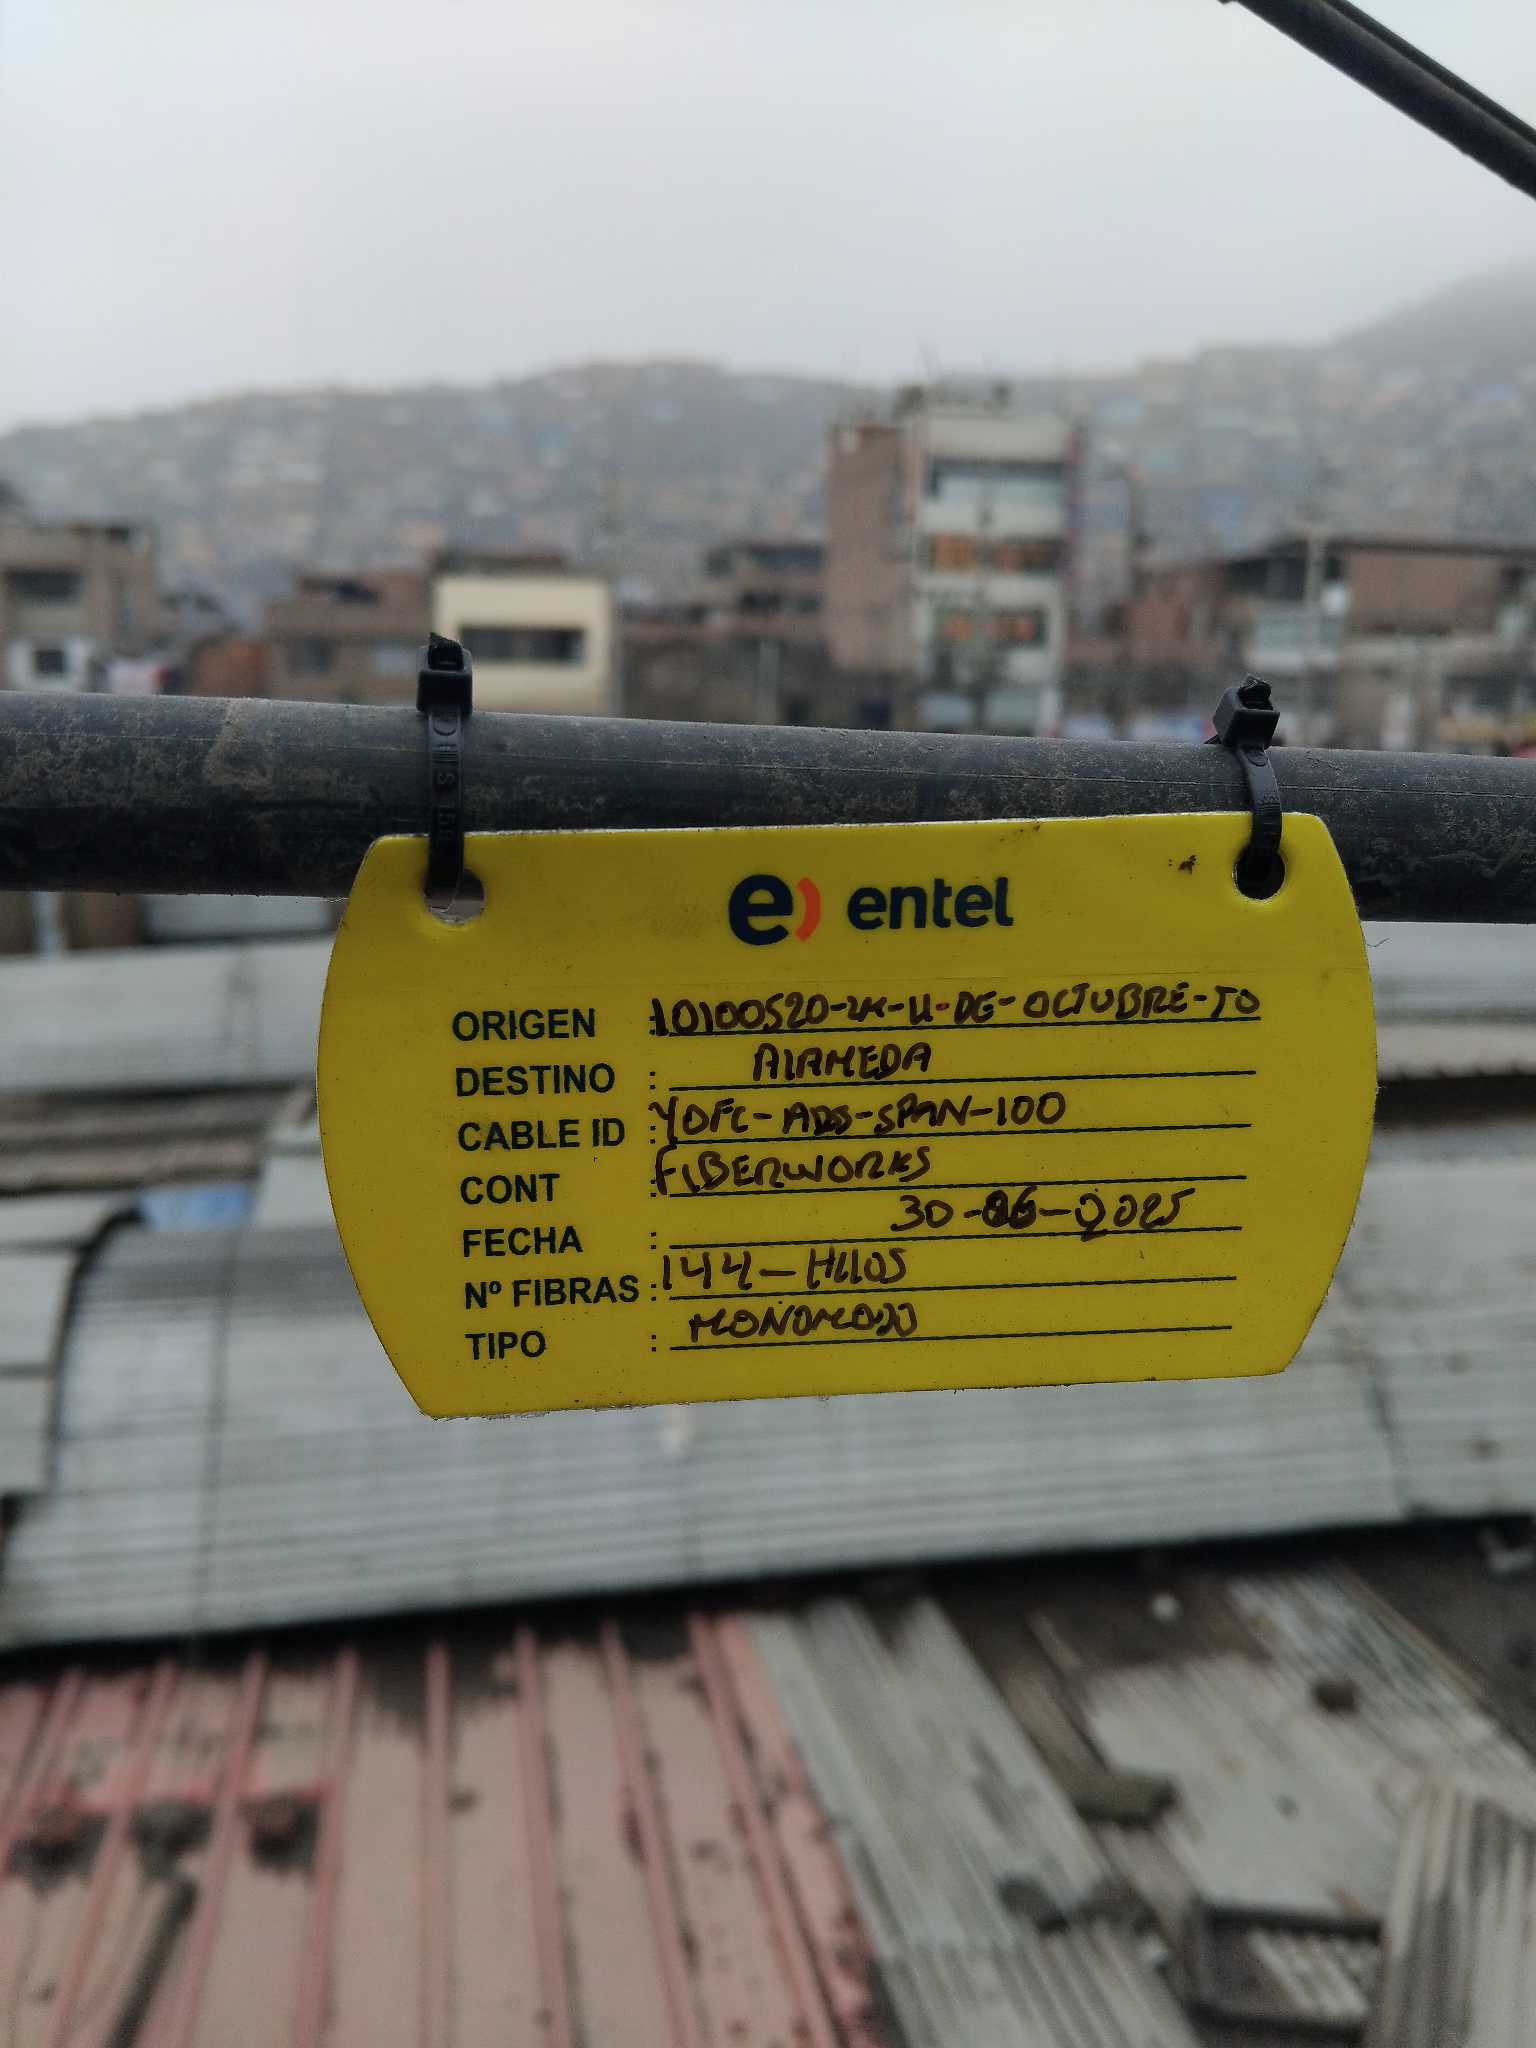 e) entel
ORIGEN : 10100520-LM-U-DE-OCTUBRE-TO
DESTINO : ALAMEDA
CABLE ID : YOFC-ADS-SPAN-100
CONT : FIBERWORKS
FECHA : 30-06-2025
Nº FIBRAS : 144-HILOS
TIPO : MONOMODO